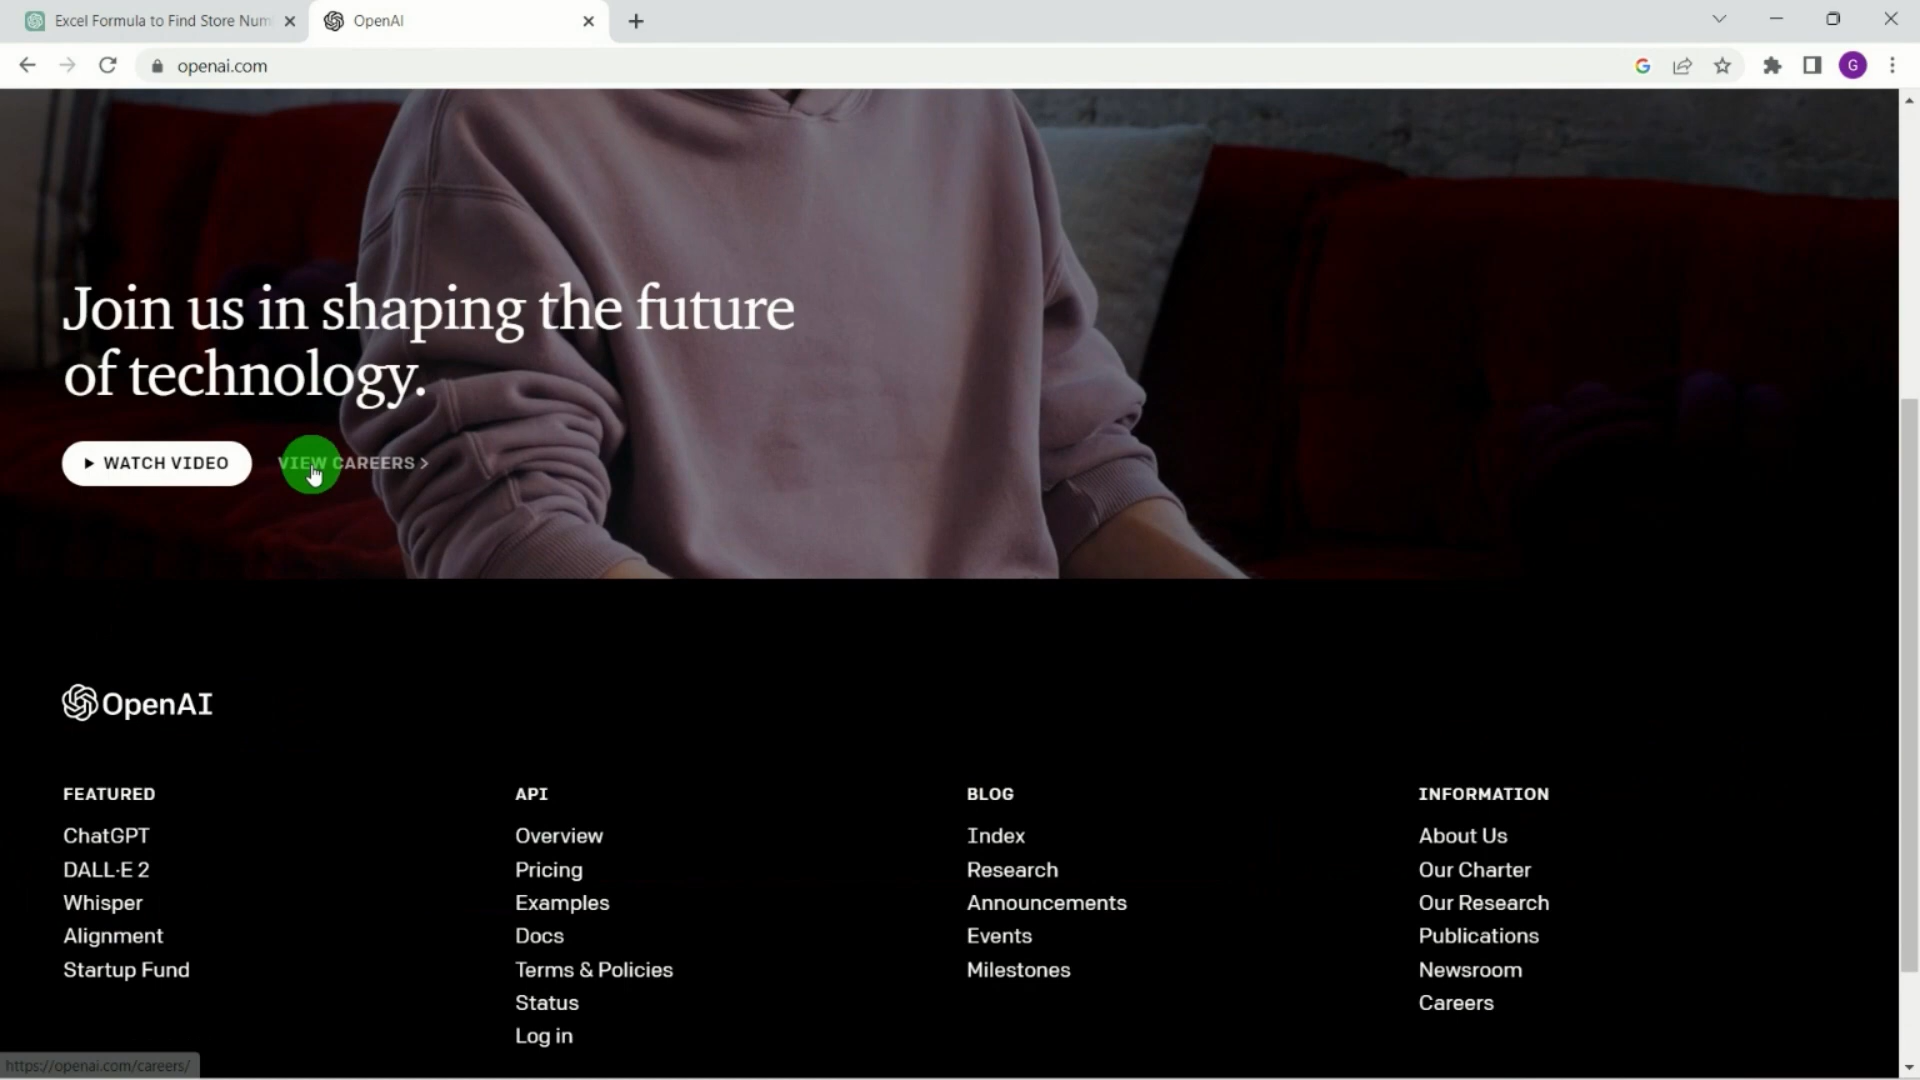 Excel Formula to Find Store Num
OpenAI
openai.com
G
G
Join us in shaping the future
of technology.
WATCH VIDEO
VIEW CAREERS >
OpenAI
FEATURED
ChatGPT
DALL·E 2
Whisper
Alignment
Startup Fund
API
Overview
Pricing
Examples
Docs
Terms & Policies
Status
Log in
BLOG
Index
Research
Announcements
Events
Milestones
INFORMATION
About Us
Our Charter
Our Research
Publications
Newsroom
Careers
https://openai.com/careers/